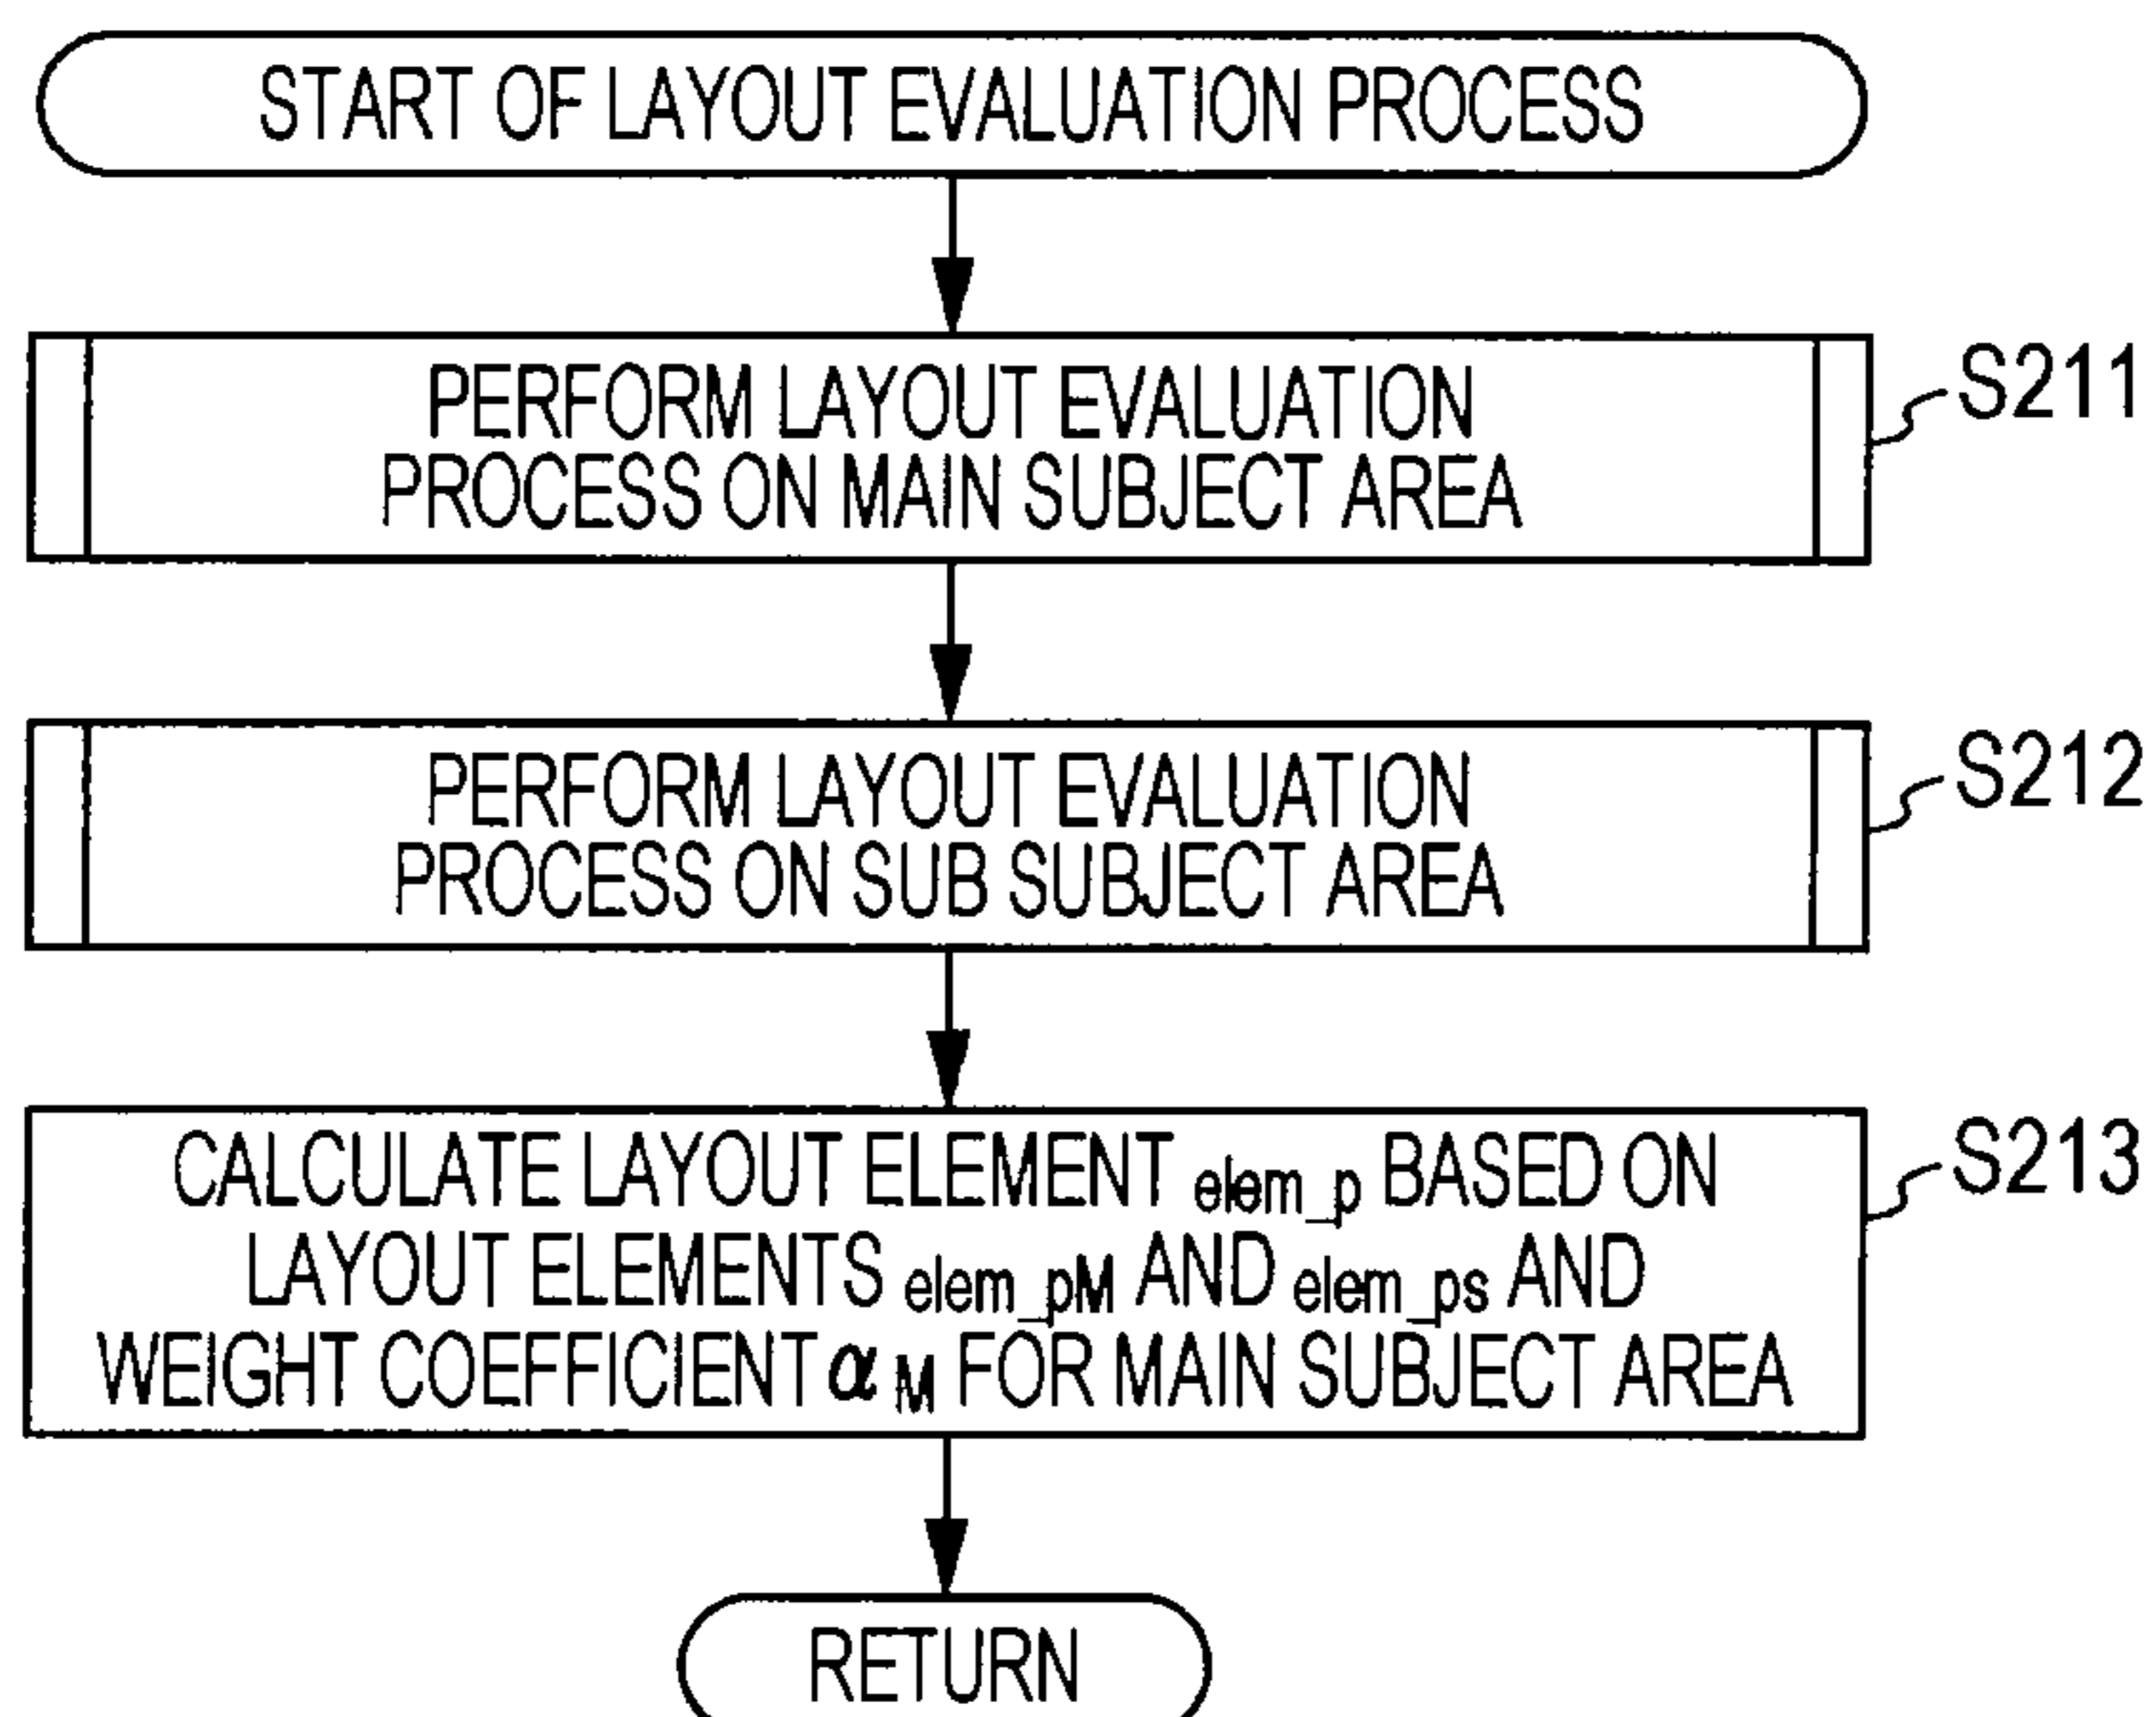 START OF LAYOUT EVALUATION PROCESS
PERFORM LAYOUT EVALUATION
PROCESS ON MAIN SUBJECT AREA
S211
PERFORM LAYOUT EVALUATION
PROCESS ON SUB SUBJECT AREA
S212
CALCULATE LAYOUT ELEMENT elem_p BASED ON
LAYOUT ELEMENTS elem_pM AND elem_ps AND
WEIGHT COEFFICIENT α M FOR MAIN SUBJECT AREA
S213
RETURN